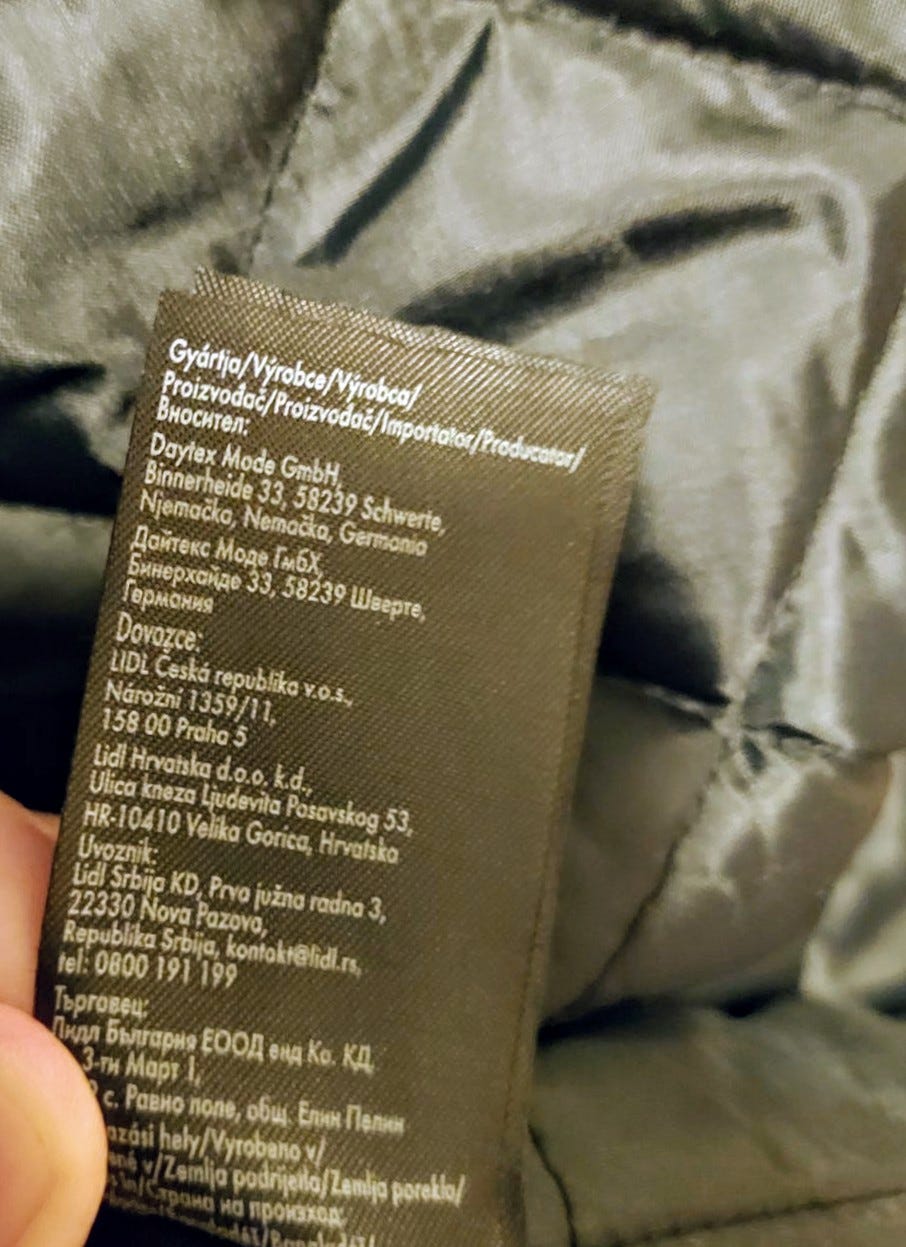 Gyártja/Výrobce/Výrobca/
Proizvođač/Proizvođač/Importator/Producator/
Вносител:
Daytex Mode GmbH,
Binnerheide 33, 58239 Schwerte,
Njemačka, Nemačka, Germania
Дайтекс Моде ГмбХ,
Бинерхайде 33, 58239 Шверте,
Германия
Dovozce:
LIDL Česká republika v.o.s.,
Nárožní 1359/11,
158 00 Praha 5
Lidl Hrvatska d.o.o. k.d.,
Ulica kneza Ljudevita Posavskog 53,
HR-10410 Velika Gorica, Hrvatska
Uvoznik:
Lidl Srbija KD, Prva južna radna 3,
22330 Nova Pazova,
Republika Srbija, kontakt@lidl.rs,
tel: 0800 191 199
Търговец:
Лидл България ЕООД енд Ко. КД,
3-ти Март 1,
с. Равно поле, общ. Елин Пелин
hely/Vyrobeno v/
v/Zemlja podrijetla/Zemlja porekla/
in/Страна на произход: